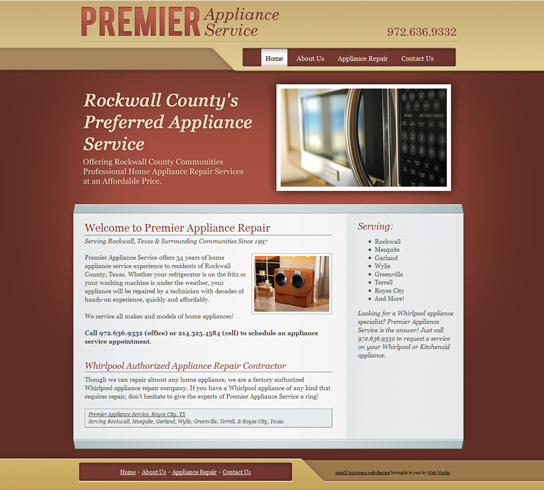 PREMIER Appliance Service
972.636.9332
Home About Us Appliance Repair Contact Us
Rockwall County's
Preferred Appliance
Service
Offering Rockwall County Communities
Professional Home Appliance Repair Services
at an Affordable Price.
Welcome to Premier Appliance Repair
Serving Rockwall, Texas & Surrounding Communities Since 1997
Premier Appliance Service offers 34 years of home
appliance service experience to residents of Rockwall
County, Texas. Whether your refrigerator is on the fritz or
your washing machine is under the weather, your
appliance will be repaired by a technician with decades of
hands-on experience, quickly and affordably.
We service all makes and models of home appliances!
Call 972.636.9332 (office) or 214.325.4584 (cell) to schedule an appliance
service appointment.
Whirlpool Authorized Appliance Repair Contractor
Though we can repair almost any home appliance, we are a factory authorized
Whirlpool appliance repair company. If you have a Whirlpool appliance of any kind that
requires repair, don't hesitate to give the experts of Premier Appliance Service a ring!
Premier Appliance Service, Royse City, TX
Serving Rockwall, Mesquite, Garland, Wylie, Greenville, Terrell, & Royse City, Texas.
Serving:
Rockwall
Mesquite
Garland
Wylie
Greenville
Terrell
Royse City
And More!
Looking for a Whirlpool appliance
specialist? Premier Appliance
Service is the answer! Just call
972.636.9332 to request a service
on your Whirlpool or Kitchenaid
appliance.
Home - About Us - Appliance Repair - Contact Us
small business web design brought to you by Web Works